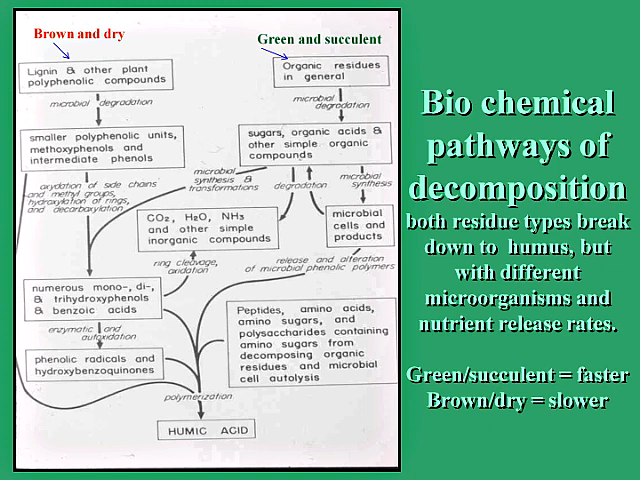 Brown and dry
Green and succulent
Lignin & other plant
polyphenolic compounds
Organic residues
in general
microbial degradation
microbial
degradation
smaller polyphenolic units,
methoxyphenols and
intermediate phenols
sugars, organic acids &
other simple organic
compounds
oxydation of side chains
and methyl groups,
hydroxylation of rings,
and decarboxylation
microbial
synthesis &
transformations
degradation
microbial
synthesis
CO2, H2O, NH3
and other simple
inorganic compounds
microbial
cells and
products
ring cleavage,
oxidation
release and alteration
of microbial phenolic polymers
numerous mono-, di-,
& trihydroxyphenols
& benzoic acids
enzymatic and
autoxidation
phenolic radicals and
hydroxybenzoquinones
Peptides, amino acids,
amino sugars, and
polysacharides containing
amino sugars from
decomposing organic
residues and microbial
cell autolysis
polymerization
HUMIC ACID
Bio chemical
pathways of
decomposition
both residue types break
down to humus, but
with different
microorganisms and
nutrient release rates.
Green/succulent = faster
Brown/dry = slower